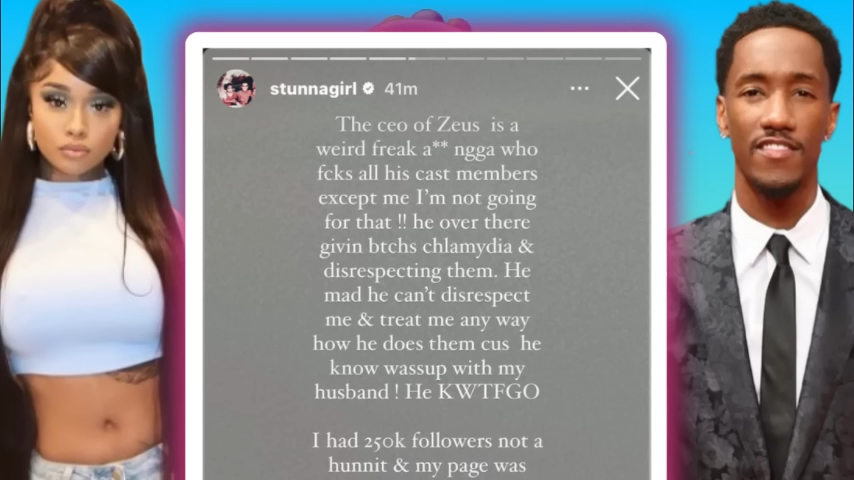 stunnagirl 41m
The ceo of Zeus is a
weird freak a** ngga who
fcks all his cast members
except me I'm not going
for that !! he over there
givin btchs chlamydia &
disrespecting them. He
mad he can't disrespect
me & treat me any way
how he does them cus he
know wassup with my
husband ! He KWTFGO
I had 250k followers not a
hunnit & my page was